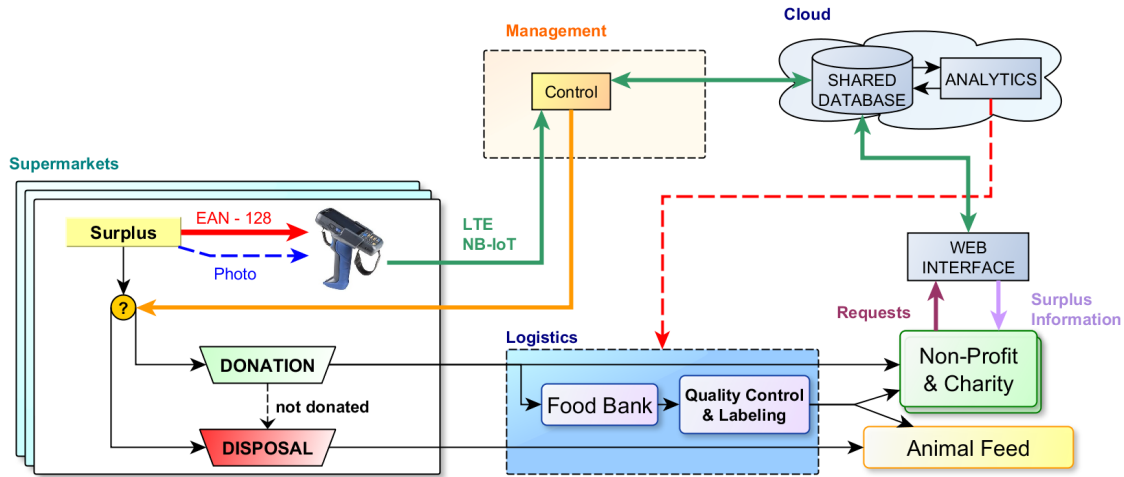 Cloud
Management
SHARED
DATABASE
ANALYTICS
Control
Supermarkets
Surplus
EAN - 128
Photo
LTE
NB-IoT
WEB
INTERFACE
?
Requests
Surplus
Information
Logistics
DONATION
Non-Profit
& Charity
not donated
Food Bank
Quality Control
& Labeling
DISPOSAL
Animal Feed